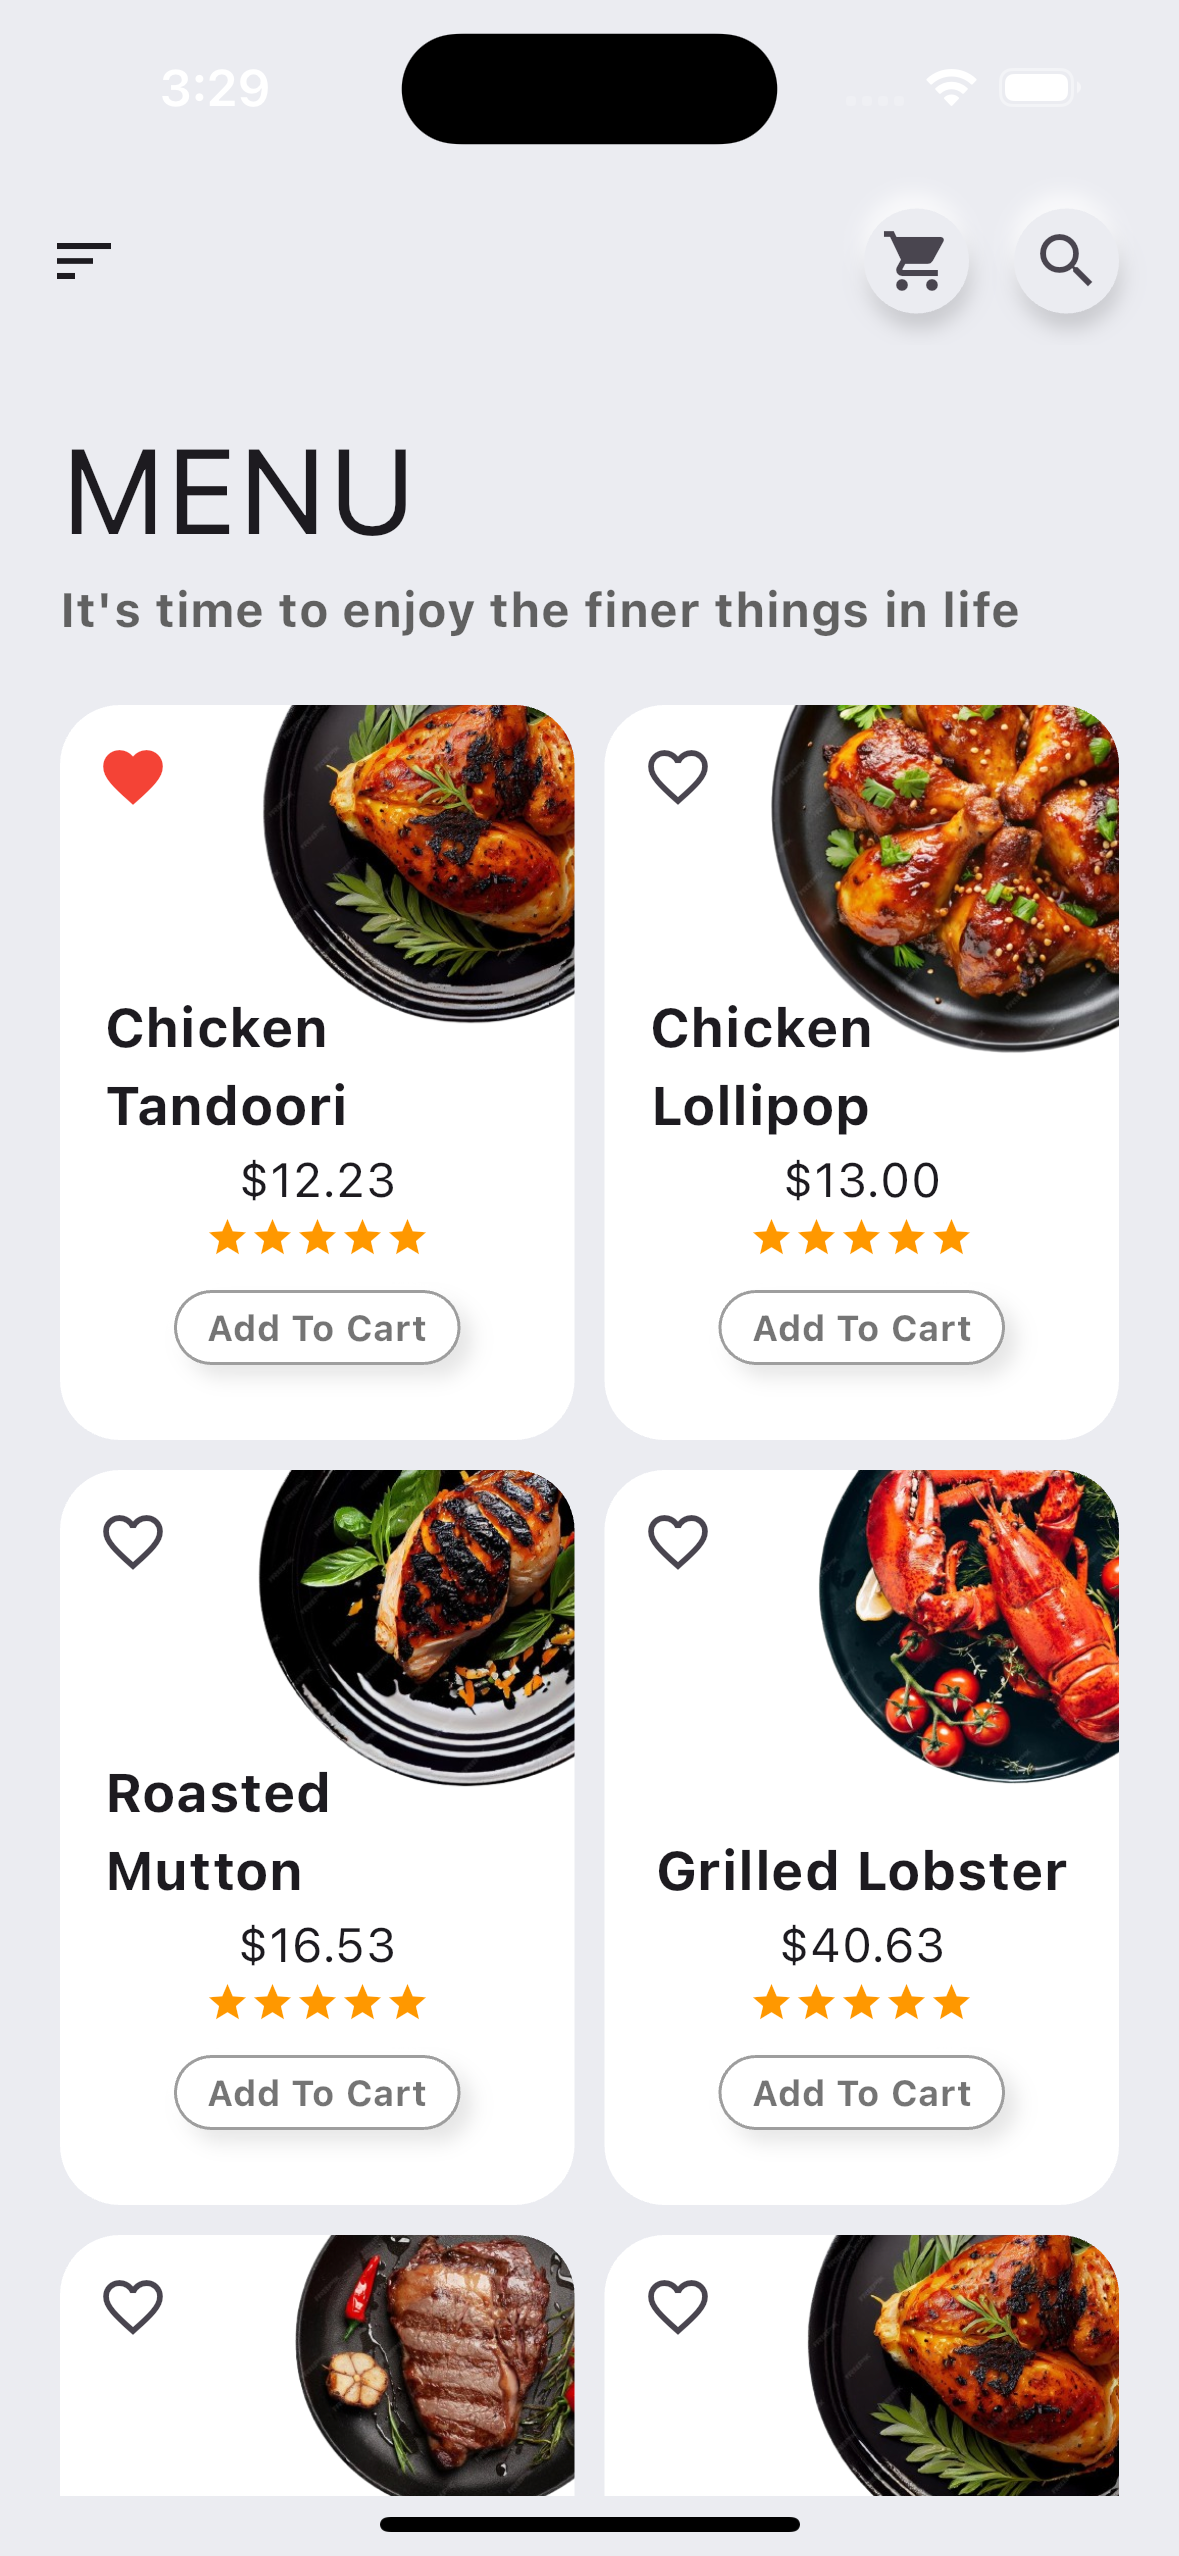 3:29
MENU
It's time to enjoy the finer things in life
Chicken
Tandoori
$12.23
Add To Cart
Chicken
Lollipop
$13.00
Add To Cart
Roasted
Mutton
$16.53
Add To Cart
Grilled Lobster
$40.63
Add To Cart